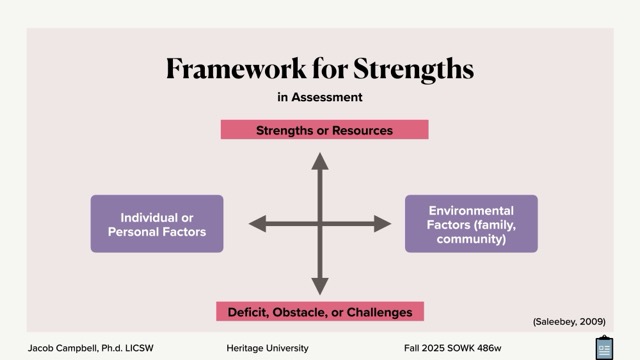 Framework for Strengths
in Assessment
Strengths or Resources
Individual or
Personal Factors
Environmental
Factors (family,
community)
Deficit, Obstacle, or Challenges
(Saleebey, 2009)
Jacob Campbell, Ph.d. LICSW
Heritage University
Fall 2025 SOWK 486w